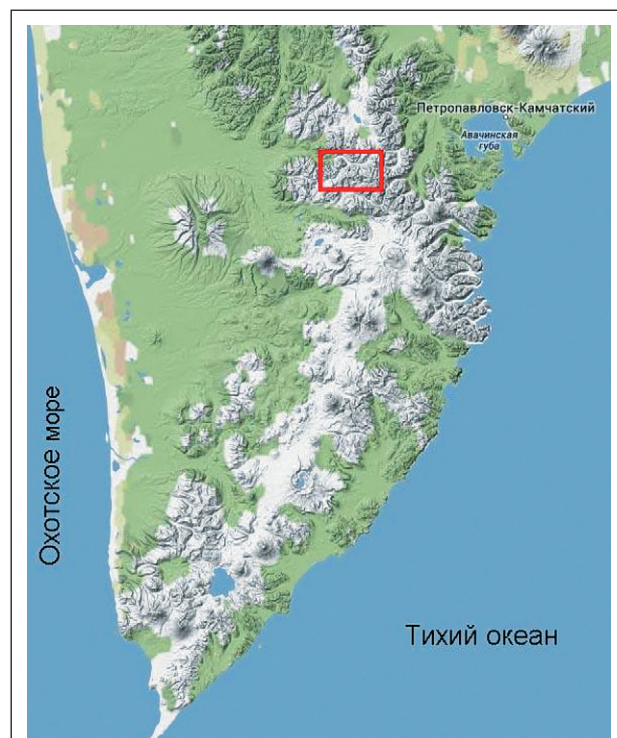 Петропавловск-Камчатский
Авачинская
губа
Охотское море
Тихий океан